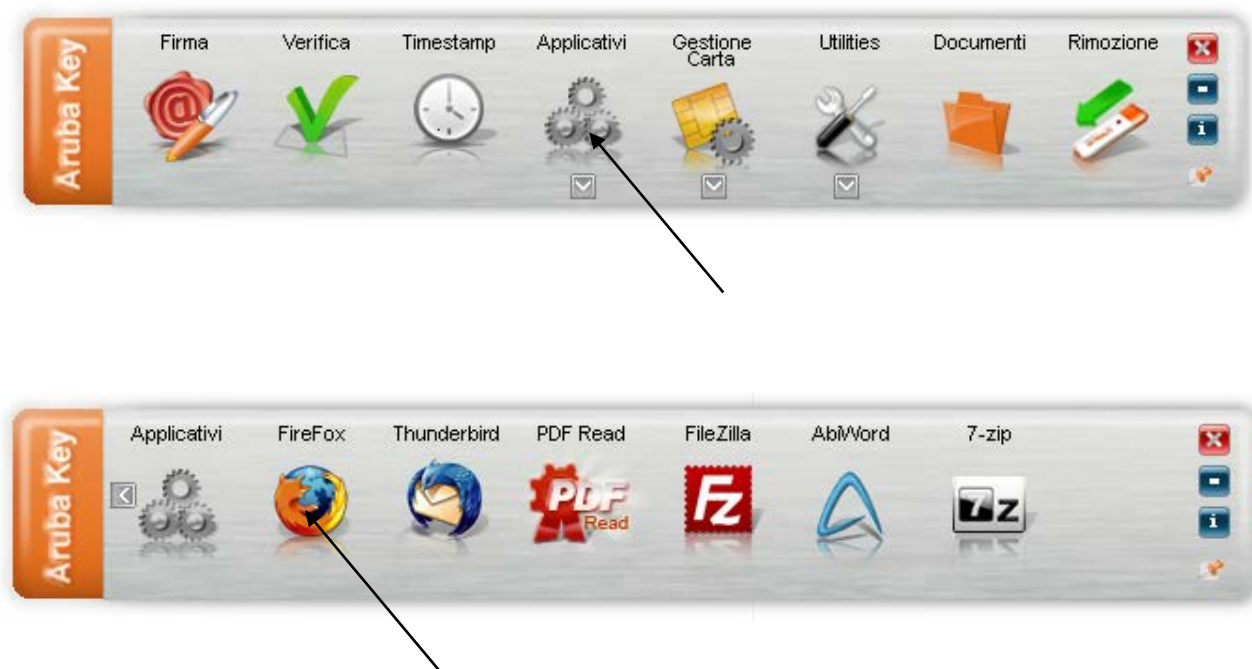 Aruba Key
Firma Verifica Timestamp Applicativi Gestione Carta Utilities Documenti Rimozione
Aruba Key
Applicativi FireFox Thunderbird PDF Read FileZilla AbiWord 7-zip
PDF
Read
Fz
7z